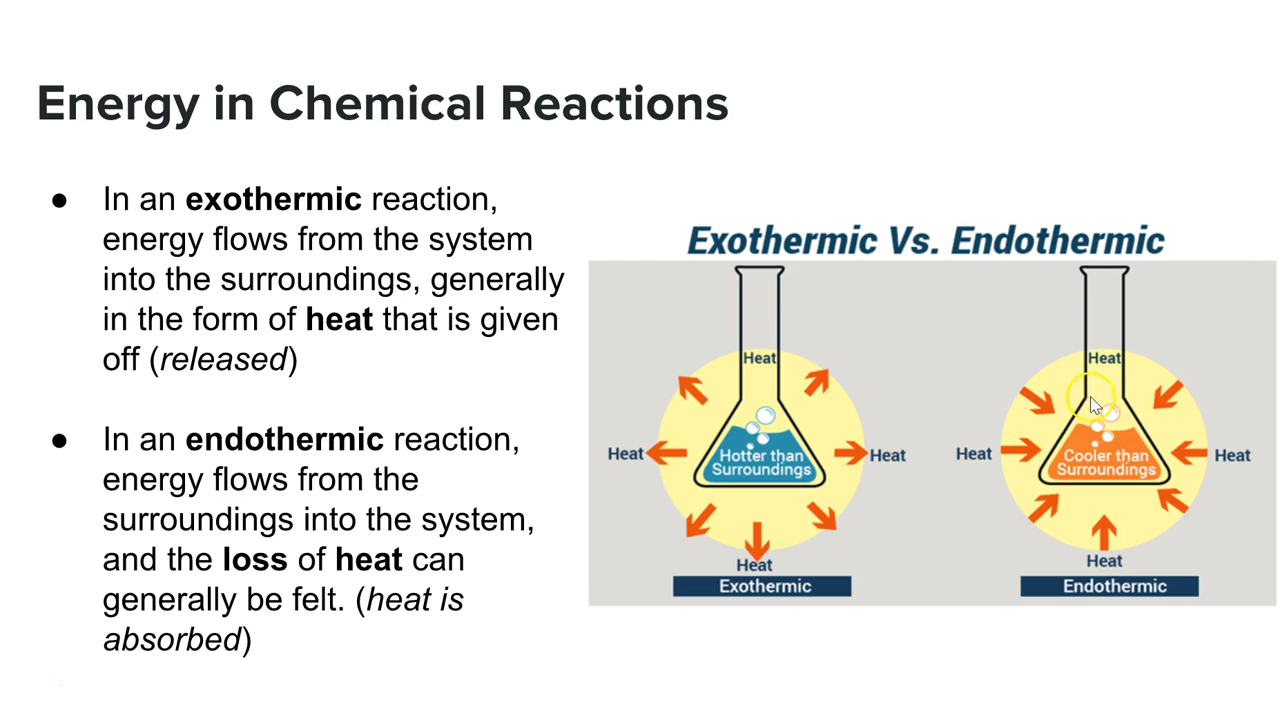 Energy in Chemical Reactions
● In an exothermic reaction,
energy flows from the system
into the surroundings, generally
in the form of heat that is given
off (released)
● In an endothermic reaction,
energy flows from the
surroundings into the system,
and the loss of heat can
generally be felt. (heat is
absorbed)
Exothermic Vs. Endothermic
Heat
Heat
Hotter than
Surroundings
Heat
Heat
Exothermic
Heat
Heat
Cooler than
Surroundings
Heat
Heat
Endothermic